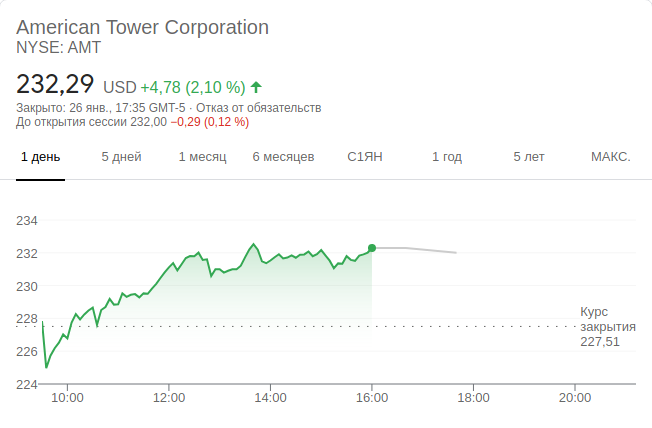 American Tower Corporation
NYSE: AMT
232,29 USD +4,78 (2,10 %)
Закрыто: 26 янв., 17:35 GMT-5 · Отказ от обязательств
До открытия сессии 232,00 −0,29 (0,12 %)
1 день 5 дней 1 месяц 6 месяцев С1ЯН 1 год 5 лет МАКС.
234
232
230
228
226
224
Курс
закрытия
227,51
10:00 12:00 14:00 16:00 18:00 20:00